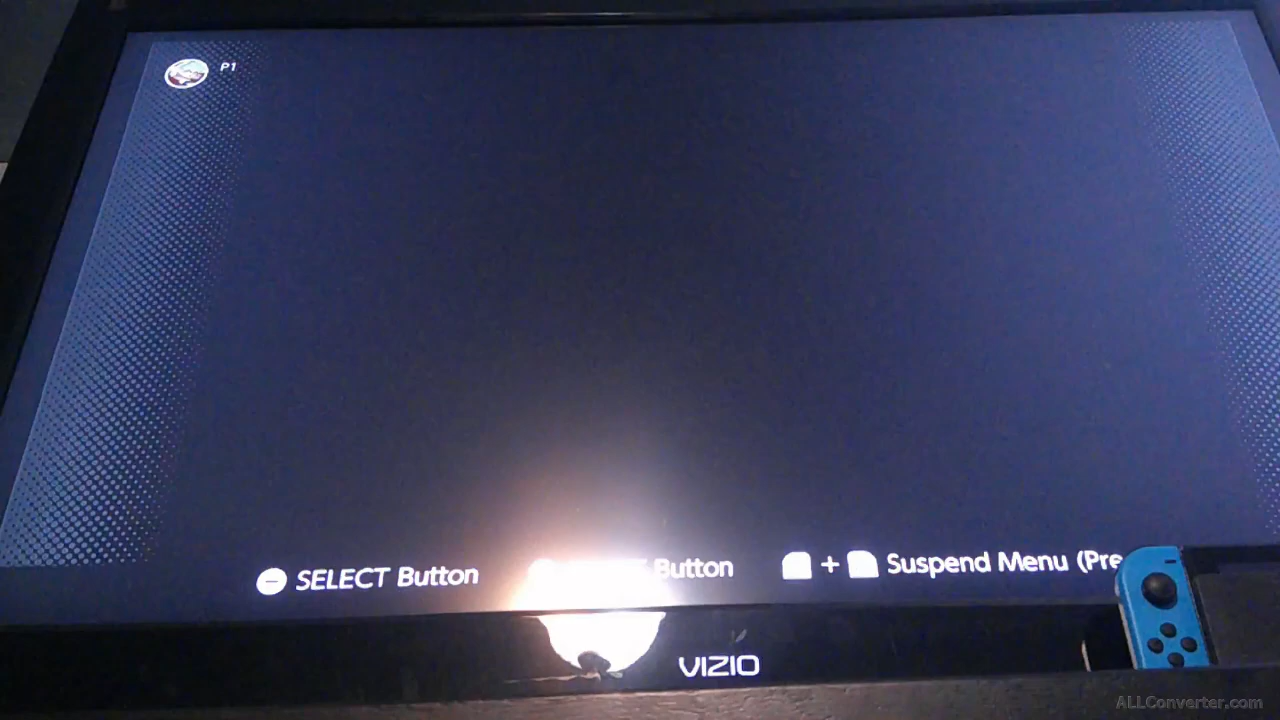 P1
SELECT Button Button + Suspend Menu (Pre
VIZIO
ALLConverter.com